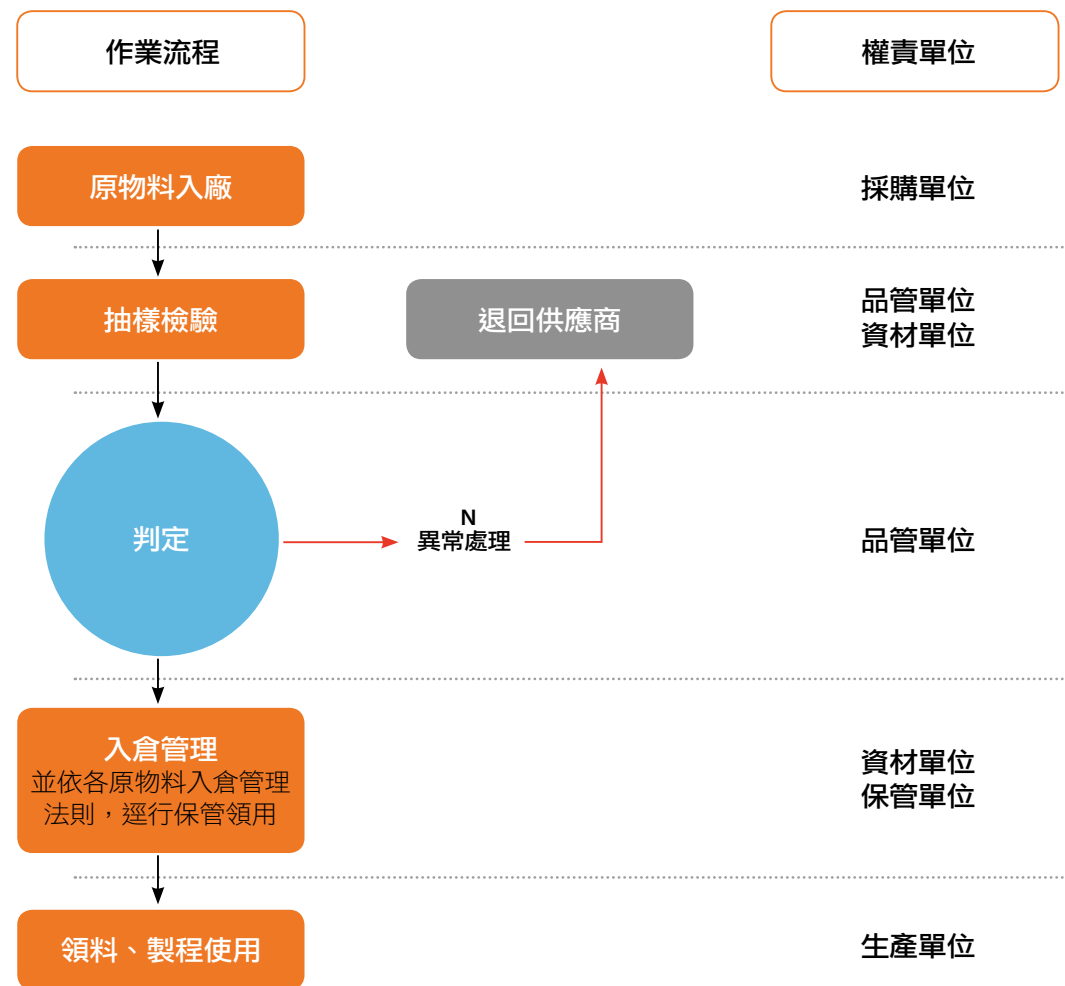 作業流程
權責單位
原物料入廠
採購單位
抽樣檢驗
退回供應商
品管單位
資材單位
判定
N
異常處理
品管單位
入倉管理
並依各原物料入倉管理
法則，逕行保管領用
資材單位
保管單位
領料、製程使用
生產單位